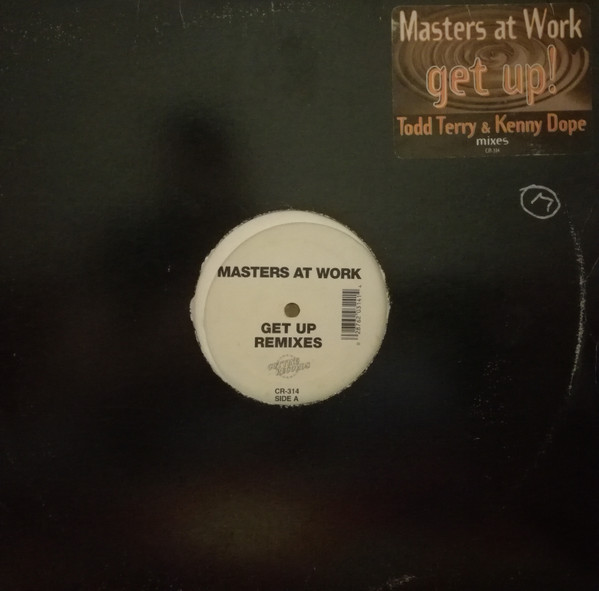 Masters at Work
get up!
Todd Terry & Kenny Dope
mixes
MASTERS AT WORK
GET UP
REMIXES
CR-314
SIDE A